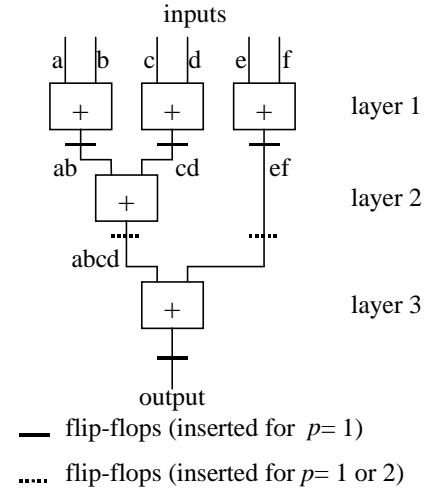 inputs
a b c d e f
+ + + layer 1
ab cd ef
+ layer 2
abcd
+ layer 3
output
flip-flops (inserted for p= 1)
flip-flops (inserted for p= 1 or 2)